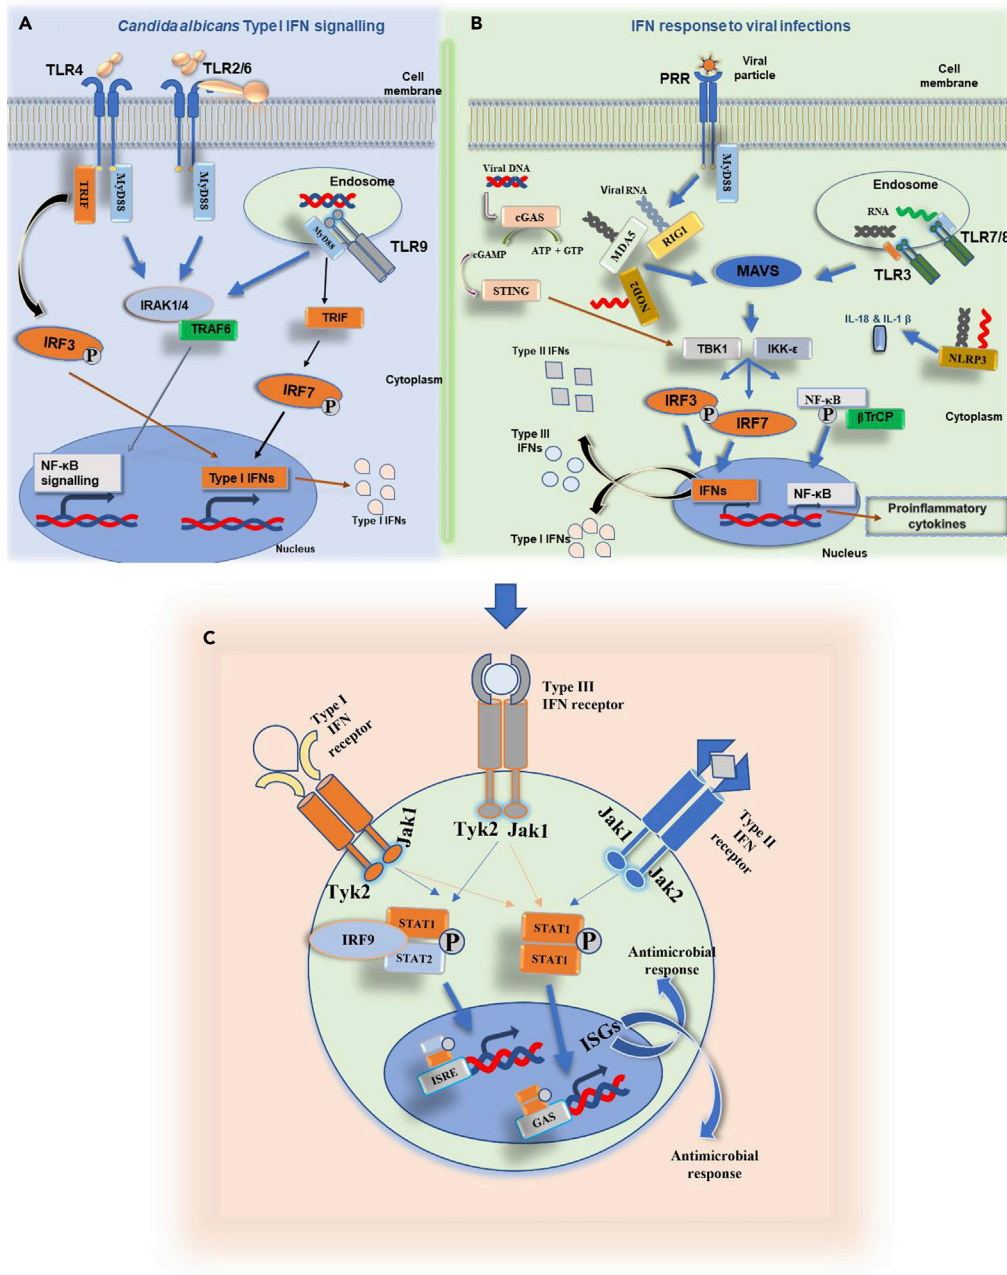 A
Candida albicans Type I IFN signalling
TLR4
TLR2/6
Cell
membrane
TRIF
MyD88
MyD88
Endosome
MyD88
TLR9
IRAK1/4
TRAF6
TRIF
IRF3
P
IRF7
P
Cytoplasm
NF-κB
signalling
Type I IFNs
Type I IFNs
Nucleus
B
IFN response to viral infections
PRR
Viral
particle
Cell
membrane
MyD88
Viral DNA
cGAS
cGAMP
ATP + GTP
STING
Viral RNA
MDA5
RIG1
NOD2
MAVS
Endosome
RNA
TLR7/8
TLR3
IL-18 & IL-1 β
NLRP3
TBK1
IKK-ε
Type II IFNs
IRF3
P
IRF7
NF-κB
P
βTrCP
Cytoplasm
Type III
IFNs
IFNs
NF-κB
Proinflammatory
cytokines
Type I IFNs
Nucleus
C
Type I
IFN
receptor
Type III
IFN receptor
Type II
IFN
receptor
Jak1
Tyk2
Tyk2
Jak1
Jak1
Jak2
IRF9
STAT1
STAT2
P
STAT1
STAT1
P
Antimicrobial
response
ISGs
ISRE
GAS
Antimicrobial
response